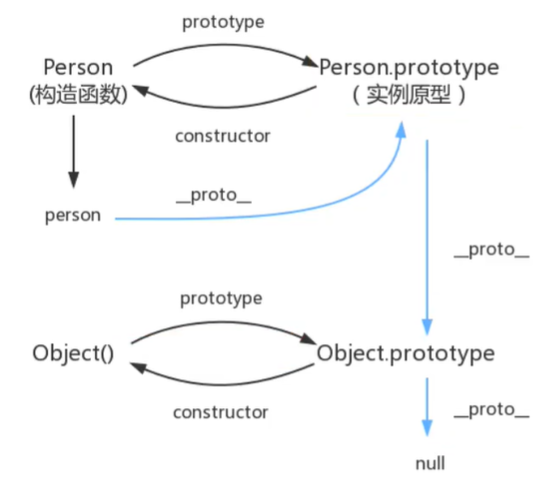 prototype
Person
(构造函数)
Person.prototype
（实例原型）
constructor
__proto__
person
__proto__
prototype
Object()
Object.prototype
constructor
__proto__
null